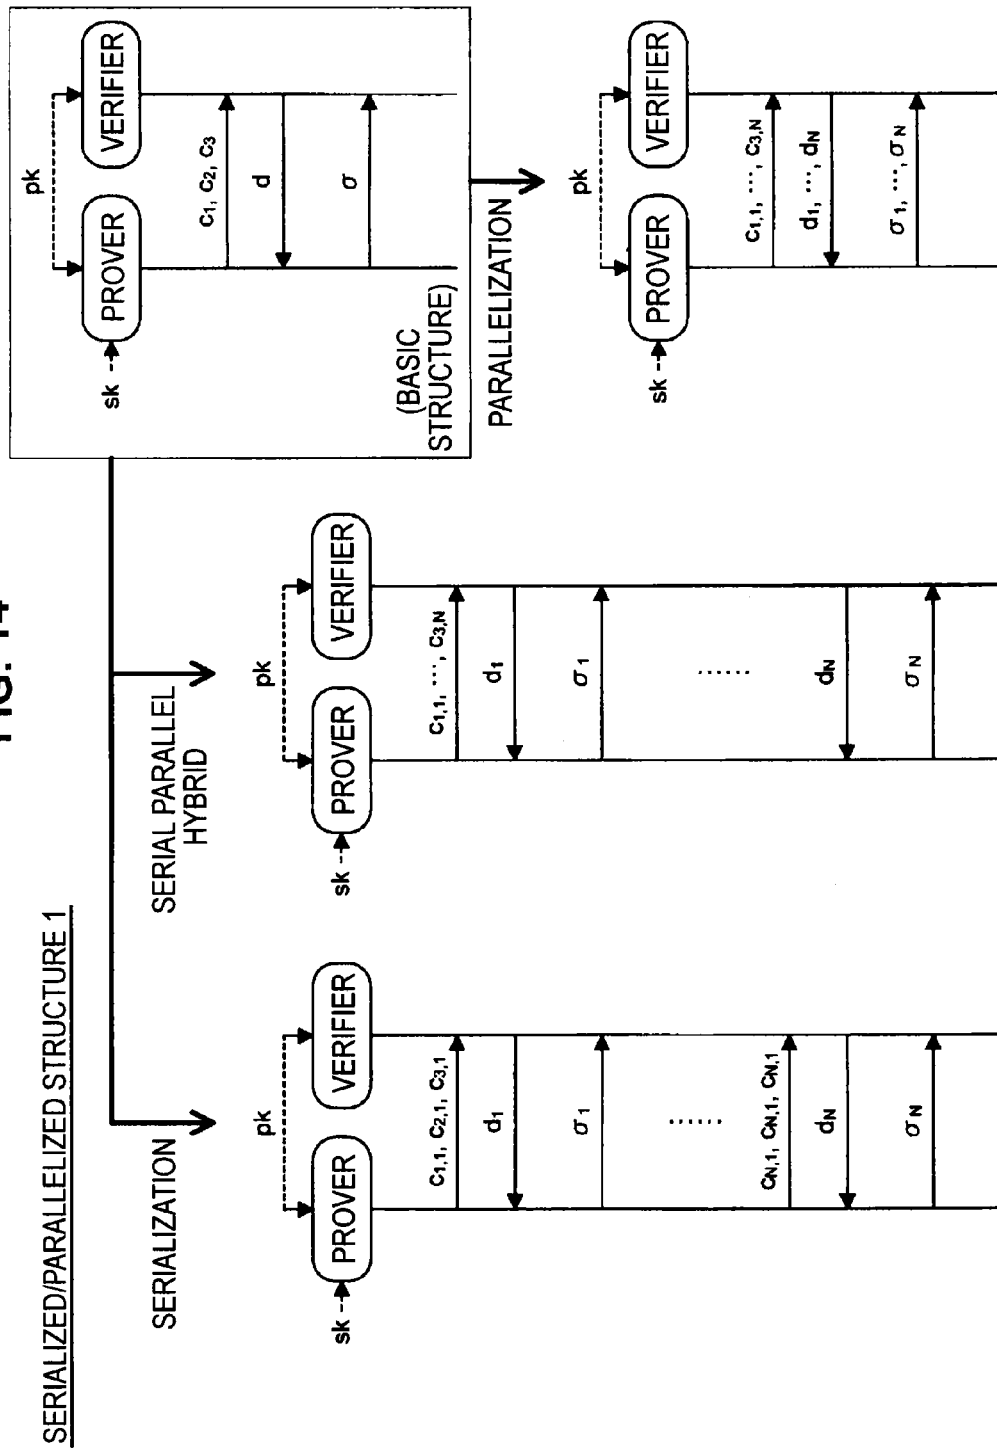 FIG. 14
SERIALIZED/PARALLELIZED STRUCTURE 1
SERIALIZATION
pk
sk
PROVER
VERIFIER
c1,1, c2,1, c3,1
d1
σ1
......
cN,1, cN,1, cN,1
dN
σN
SERIAL PARALLEL
HYBRID
pk
sk
PROVER
VERIFIER
c1,1, ..., c3,N
d1
σ1
......
dN
σN
pk
sk
PROVER
VERIFIER
c1, c2, c3
d
σ
(BASIC
STRUCTURE)
PARALLELIZATION
pk
sk
PROVER
VERIFIER
c1,1, ..., c3,N
d1, ..., dN
σ1, ..., σN